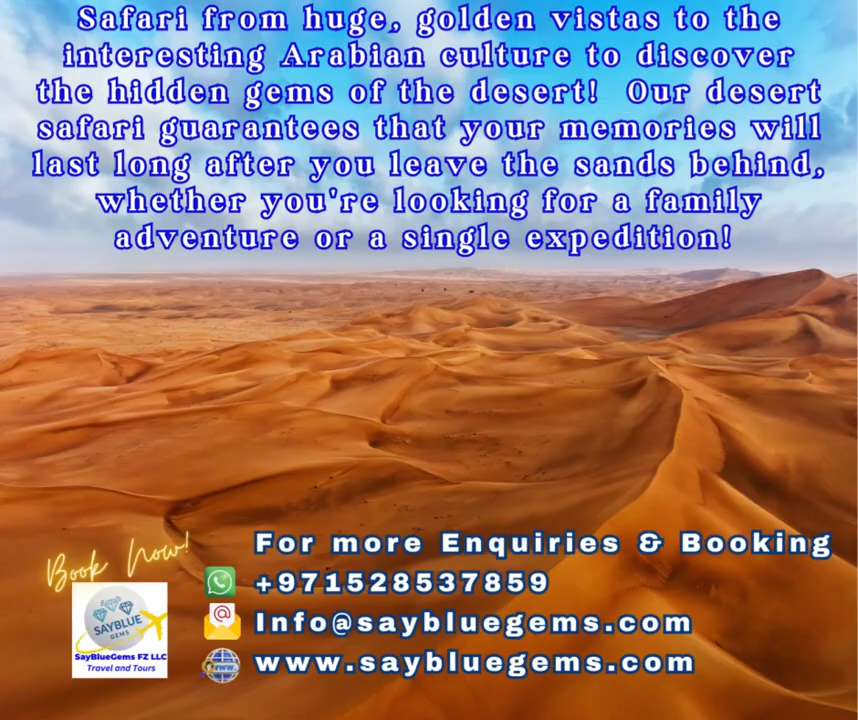 Safari from huge, golden vistas to the
interesting Arabian culture to discover
the hidden gems of the desert! Our desert
safari guarantees that your memories will
last long after you leave the sands behind,
whether you're looking for a family
adventure or a single expedition!
For more Enquiries & Booking
Book Now!
+971528537859
@
SAYBLUE
GEMS
Info@saybluegems.com
SayBlueGems FZ LLC
Travel and Tours
www
www.saybluegems.com